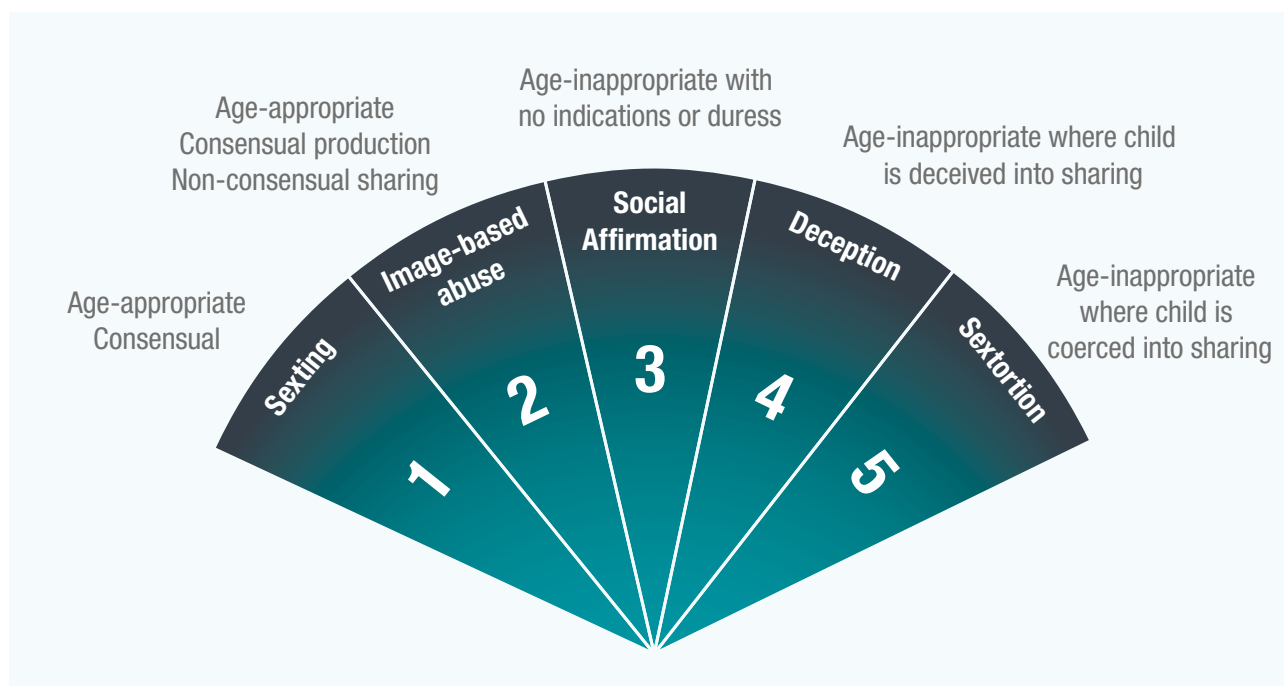 Age-appropriate
Consensual
Sexting
1
Age-appropriate
Consensual production
Non-consensual sharing
Image-based
abuse
2
Age-inappropriate with
no indications or duress
Social
Affirmation
3
Age-inappropriate where child
is deceived into sharing
Deception
4
Age-inappropriate
where child is
coerced into sharing
Sextortion
5